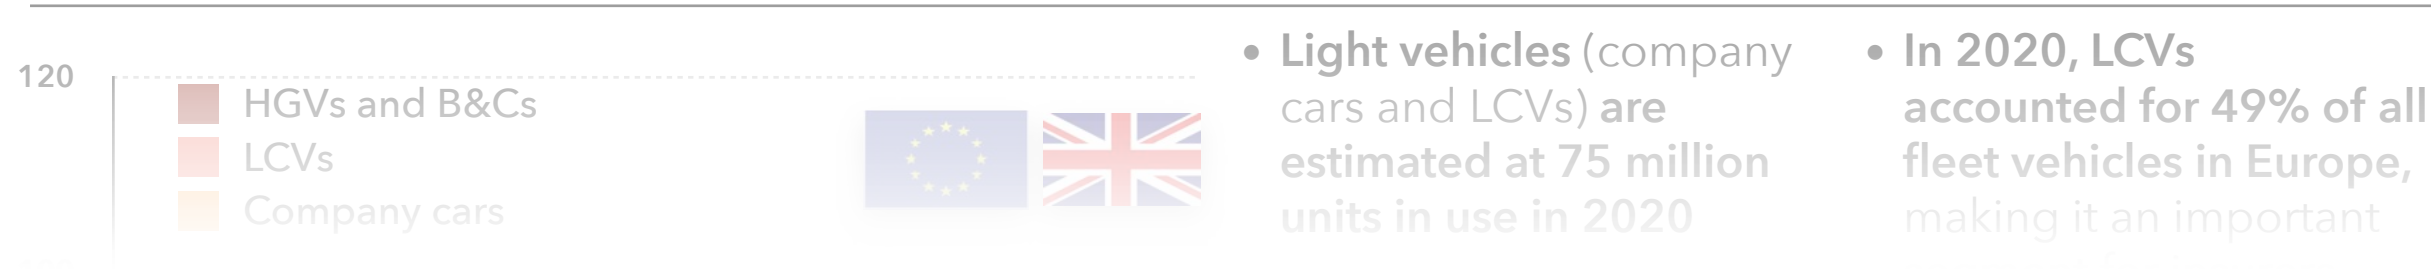 120
HGVs and B&Cs
LCVs
Company cars
• Light vehicles (company
cars and LCVs) are
estimated at 75 million
units in use in 2020
• In 2020, LCVs
accounted for 49% of all
fleet vehicles in Europe,
making it an important